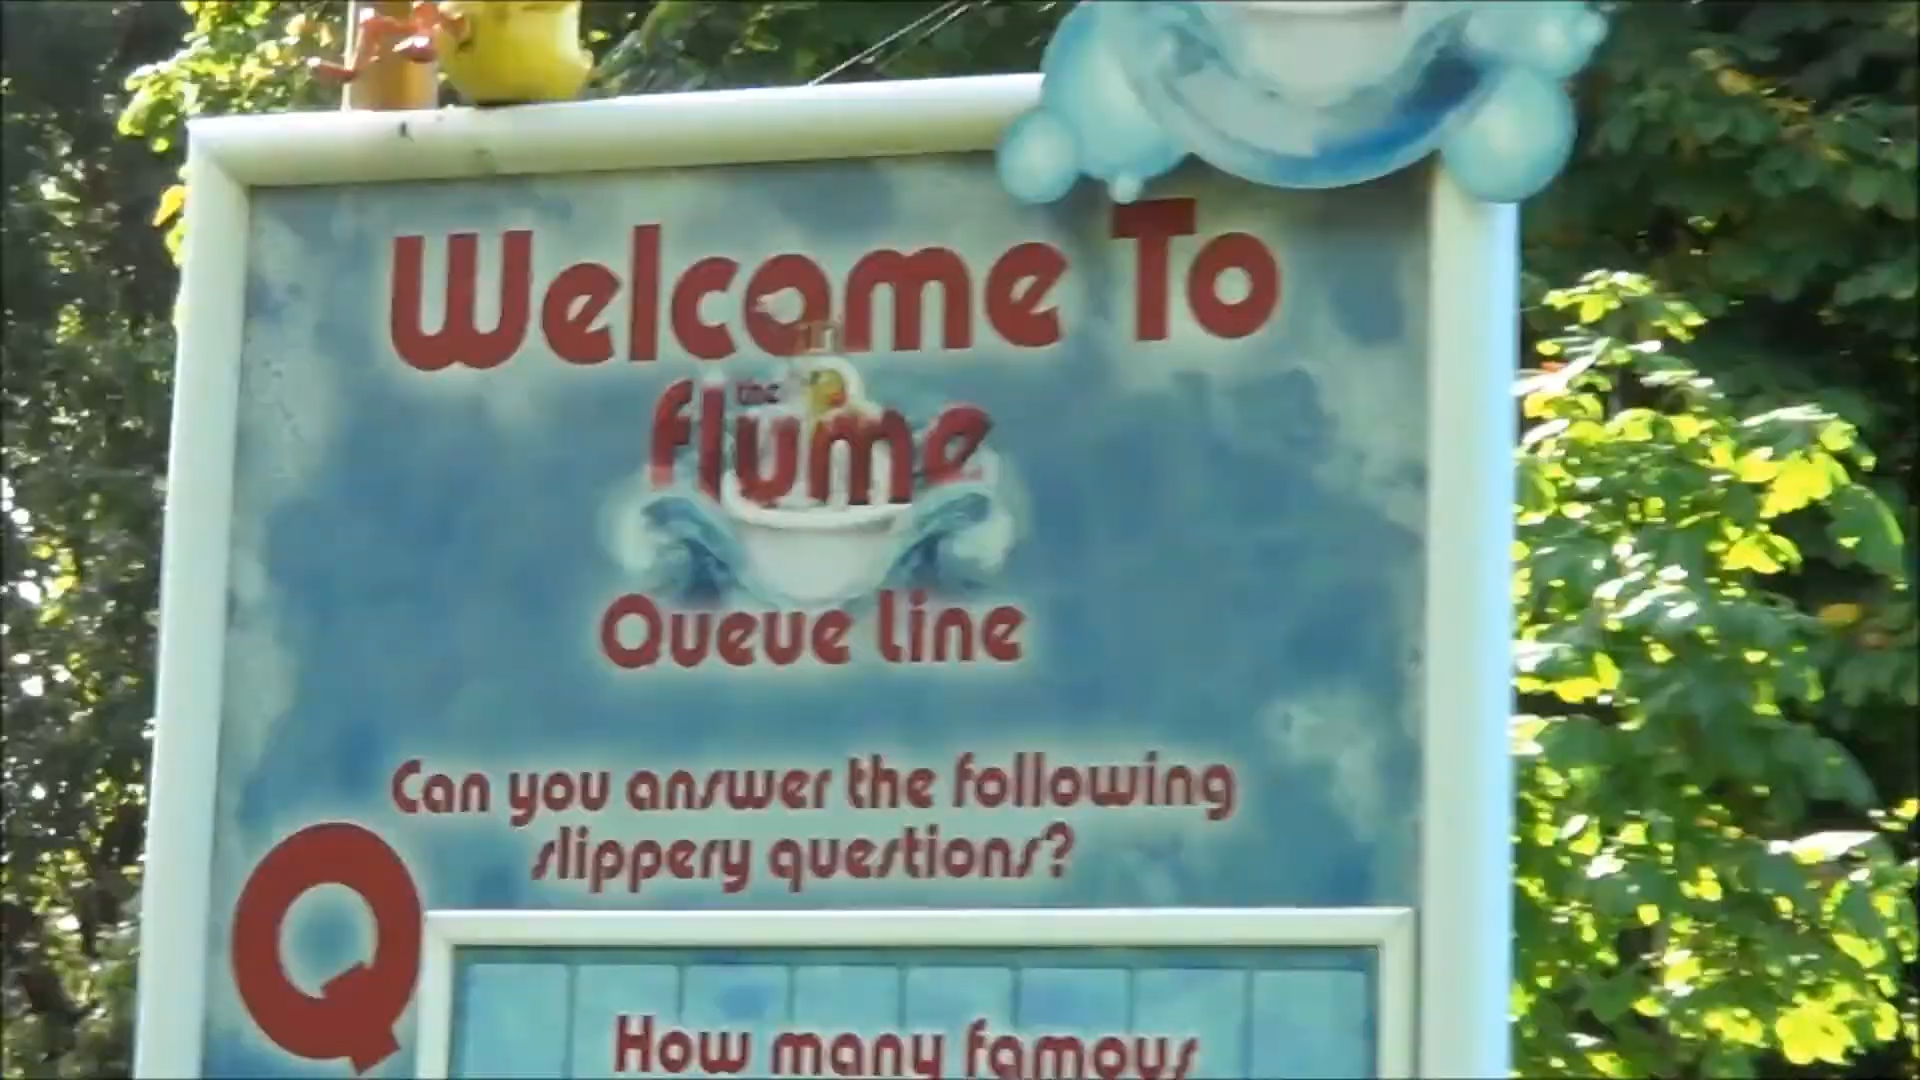 Welcome To
the
flume
Queue Line
Can you answer the following
slippery questions?
Q
How many famous